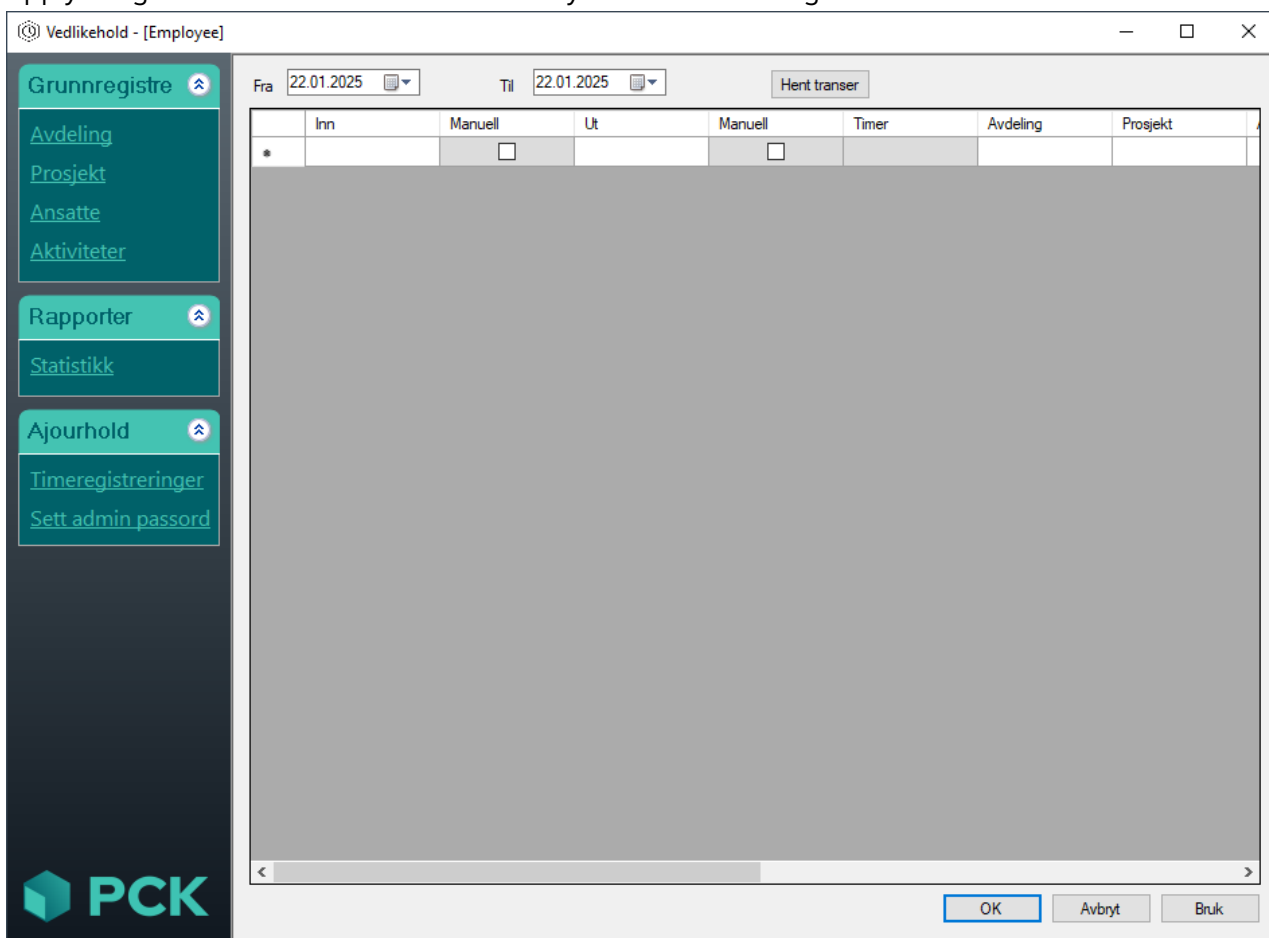 Vedlikehold - [Employee]
Grunnregistre
Avdeling
Prosjekt
Ansatte
Aktiviteter
Rapporter
Statistikk
Ajourhold
Timeregistreringer
Sett admin passord
PCK
Fra 22.01.2025 Til 22.01.2025 Hent transer
Inn Manuell Ut Manuell Timer Avdeling Prosjekt
OK Avbryt Bruk